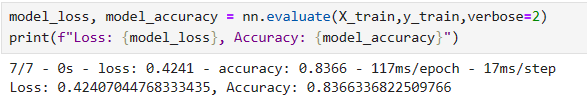 model_loss, model_accuracy = nn.evaluate(X_train,y_train,verbose=2)
print(f"Loss: {model_loss}, Accuracy: {model_accuracy}")
7/7 - 0s - loss: 0.4241 - accuracy: 0.8366 - 117ms/epoch - 17ms/step
Loss: 0.42407044768333435, Accuracy: 0.8366336822509766